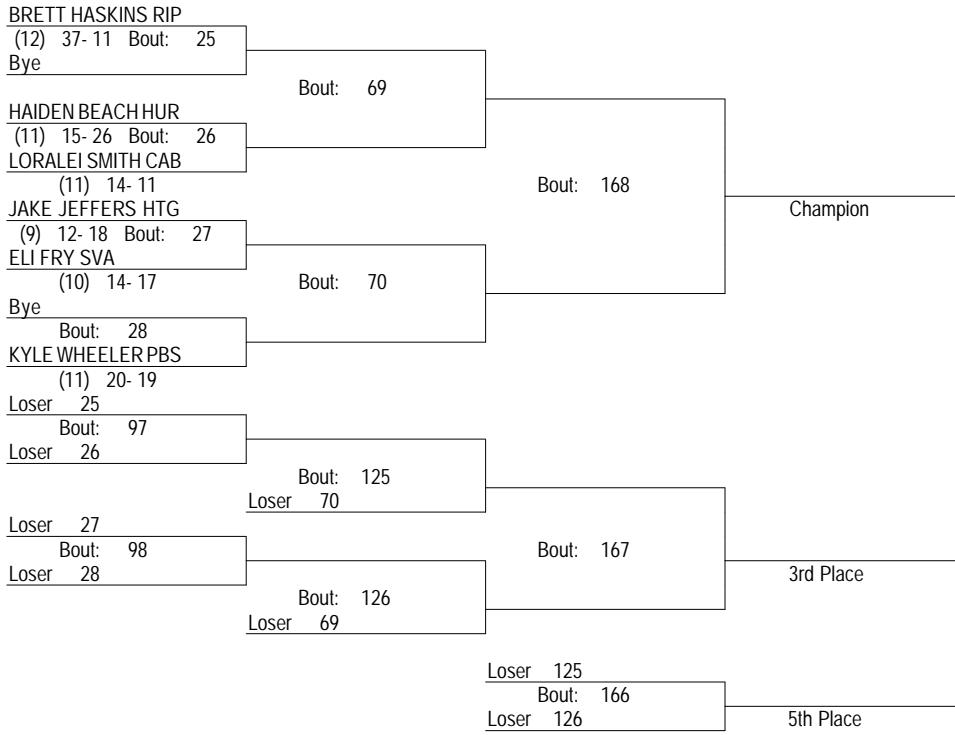 BRETT HASKINS RIP
(12) 37- 11 Bout: 25
Bye
Bout: 69
HAIDEN BEACH HUR
(11) 15- 26 Bout: 26
LORALEI SMITH CAB
(11) 14- 11
Bout: 168
JAKE JEFFERS HTG
Champion
(9) 12- 18 Bout: 27
ELI FRY SVA
(10) 14- 17
Bout: 70
Bye
Bout: 28
KYLE WHEELER PBS
(11) 20- 19
Loser 25
Bout: 97
Loser 26
Bout: 125
Loser 70
Loser 27
Bout: 98
Bout: 167
Loser 28
3rd Place
Bout: 126
Loser 69
Loser 125
Bout: 166
Loser 126
5th Place